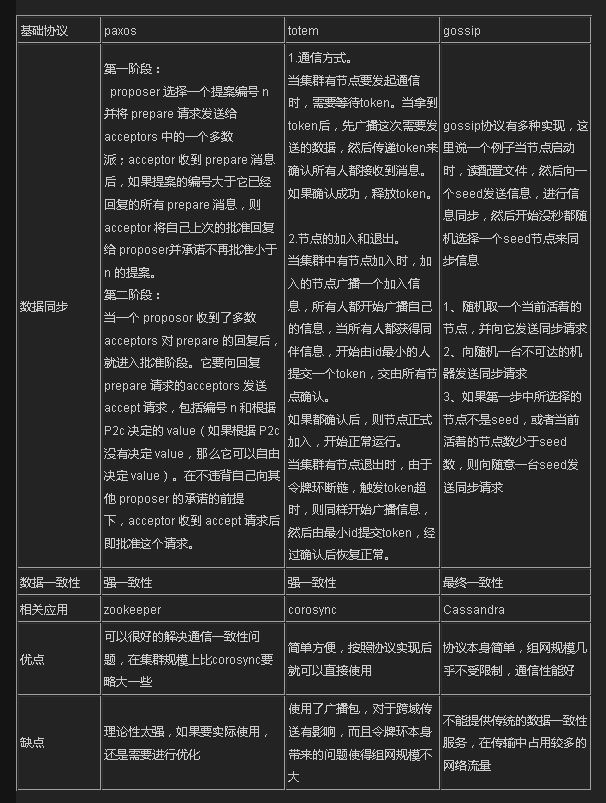 基础协议
paxos
totem
gossip
数据同步
第一阶段：
proposer 选择一个提案编号 n
并将 prepare 请求发送给
acceptors 中的一个多数
派；acceptor 收到 prepare 消息
后，如果提案的编号大于它已经
回复的所有 prepare 消息，则
acceptor 将自己上次的批准回复
给 proposer,并承诺不再批准小于
n 的提案。
第二阶段：
当一个 proposor 收到了多数
acceptors 对 prepare 的回复后，
就进入批准阶段。它要向回复
prepare 请求的acceptors 发送
accept 请求，包括编号 n 和根据
P2c 决定的 value（如果根据 P2c
没有决定 value，那么它可以自由
决定 value）。在不违背自己向其
他 proposer 的承诺的前提
下，acceptor 收到 accept 请求后
即批准这个请求。
1.通信方式。
当集群有节点要发起通信
时，需要等待token。当拿到
token后，先广播这次需要发
送的数据，然后传递token来
确认所有人都接收到消息。
如果确认成功，释放token。
2.节点的加入和退出。
当集群中有节点加入时，加
入的节点广播一个加入信
息，所有人都开始广播自己
的信息，当所有人都获得同
伴信息，开始由id最小的人
提交一个token，交由所有节
点确认。
如果都确认后，则节点正式
加入，开始正常运行。
当集群有节点退出时，由于
令牌环断链，触发token超
时，则同样开始广播信息，
然后由最小id提交token，经
过确认后恢复正常。
gossip协议有多种实现，这
里说一个例子当节点启动
时，读配置文件，然后向一
个seed发送信息，进行信
息同步，然后开始没秒都随
机选择一个seed节点来同
步信息
1、随机取一个当前活着的
节点，并向它发送同步请求
2、向随机一台不可达的机
器发送同步请求
3、如果第一步中所选择的
节点不是seed，或者当前
活着的节点数少于seed
数，则向随意一台seed发
送同步请求
数据一致性
强一致性
强一致性
最终一致性
相关应用
zookeeper
corosync
Cassandra
优点
可以很好的解决通信一致性问
题，在集群规模上比corosync要
略大一些
简单方便，按照协议实现后
就可以直接使用
协议本身简单，组网规模几
乎不受限制，通信性能好
缺点
理论性太强，如果要实际使用，
还是需要进行优化
使用了广播包，对于跨域传
送有影响，而且令牌环本身
带来的问题使得组网规模不
大
不能提供传统的数据一致性
服务，在传输中占用较多的
网络流量